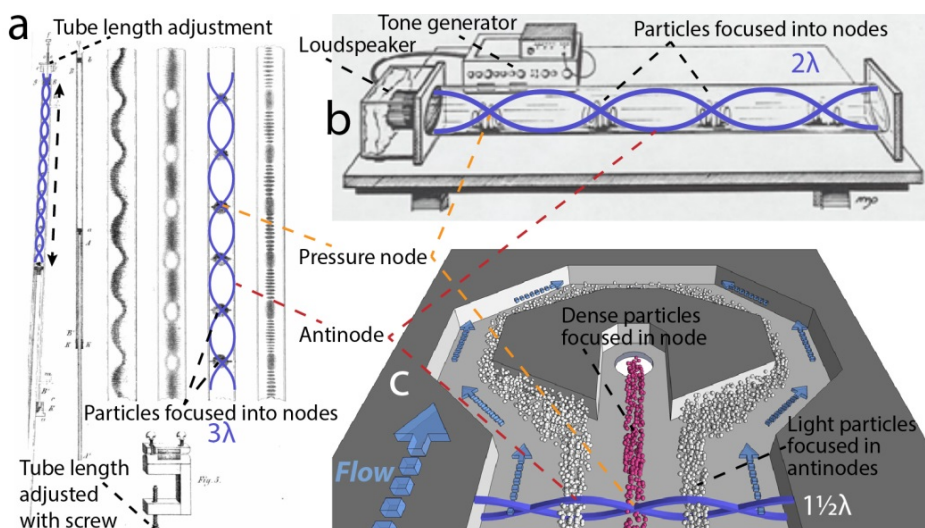 a
Tube length adjustment
Loudspeaker
Tone generator
Particles focused into nodes
2λ
b
Pressure node
Antinode
Particles focused into nodes
3λ
Tube length
adjusted
with screw
Fig. 3.
C
Dense particles
focused in node
Light particles
focused in
antinodes
Flow
1½λ